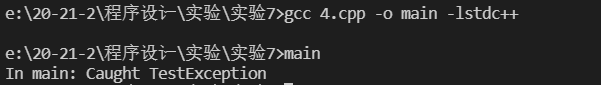 e:\20-21-2\程序设计\实验\实验7>gcc 4.cpp -o main -lstdc++
e:\20-21-2\程序设计\实验\实验7>main
In main: Caught TestException